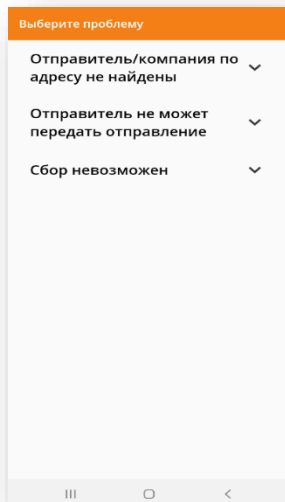 Выберите проблему
Отправитель/компания по
адресу не найдены
Отправитель не может
передать отправление
Сбор невозможен